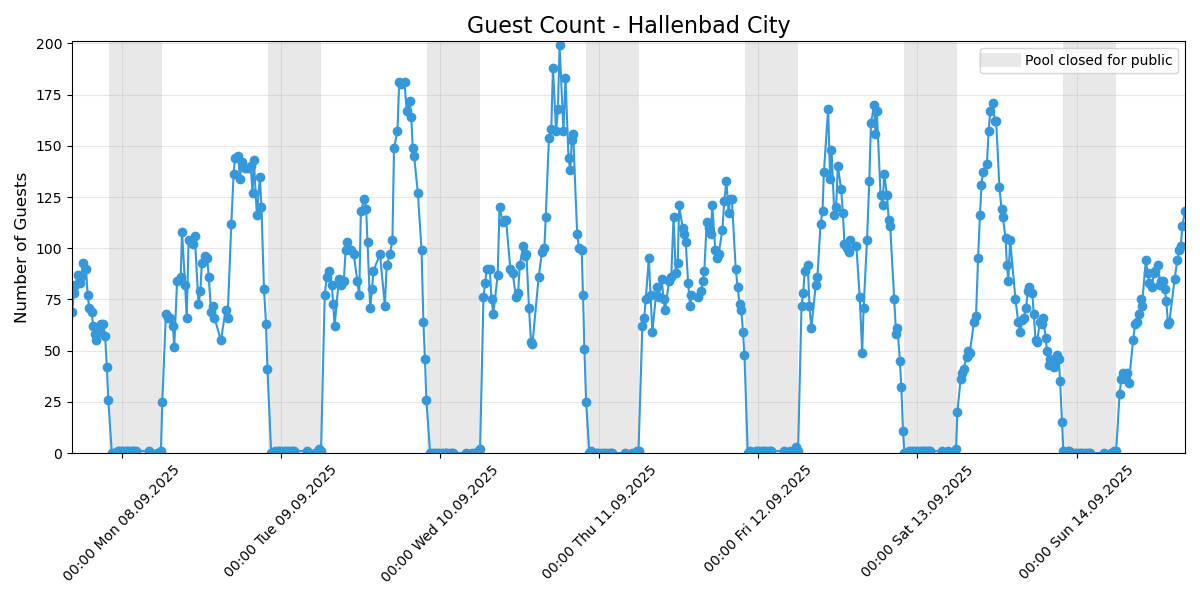 Guest Count - Hallenbad City
Pool closed for public
Number of Guests
200
175
150
125
100
75
50
25
0
00:00 Mon 08.09.2025
00:00 Tue 09.09.2025
00:00 Wed 10.09.2025
00:00 Thu 11.09.2025
00:00 Fri 12.09.2025
00:00 Sat 13.09.2025
00:00 Sun 14.09.2025